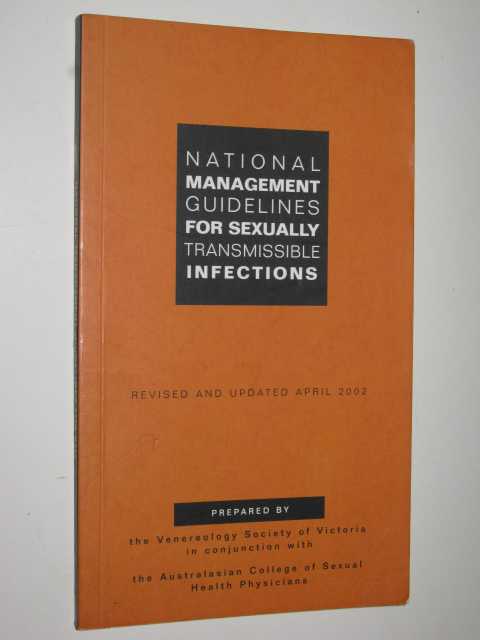 NATIONAL
MANAGEMENT
GUIDELINES
FOR SEXUALLY
TRANSMISSIBLE
INFECTIONS
REVISED AND UPDATED APRIL 2002
PREPARED BY
the Venereology Society of Victoria
in conjunction with
the Australasian College of Sexual
Health Physicians